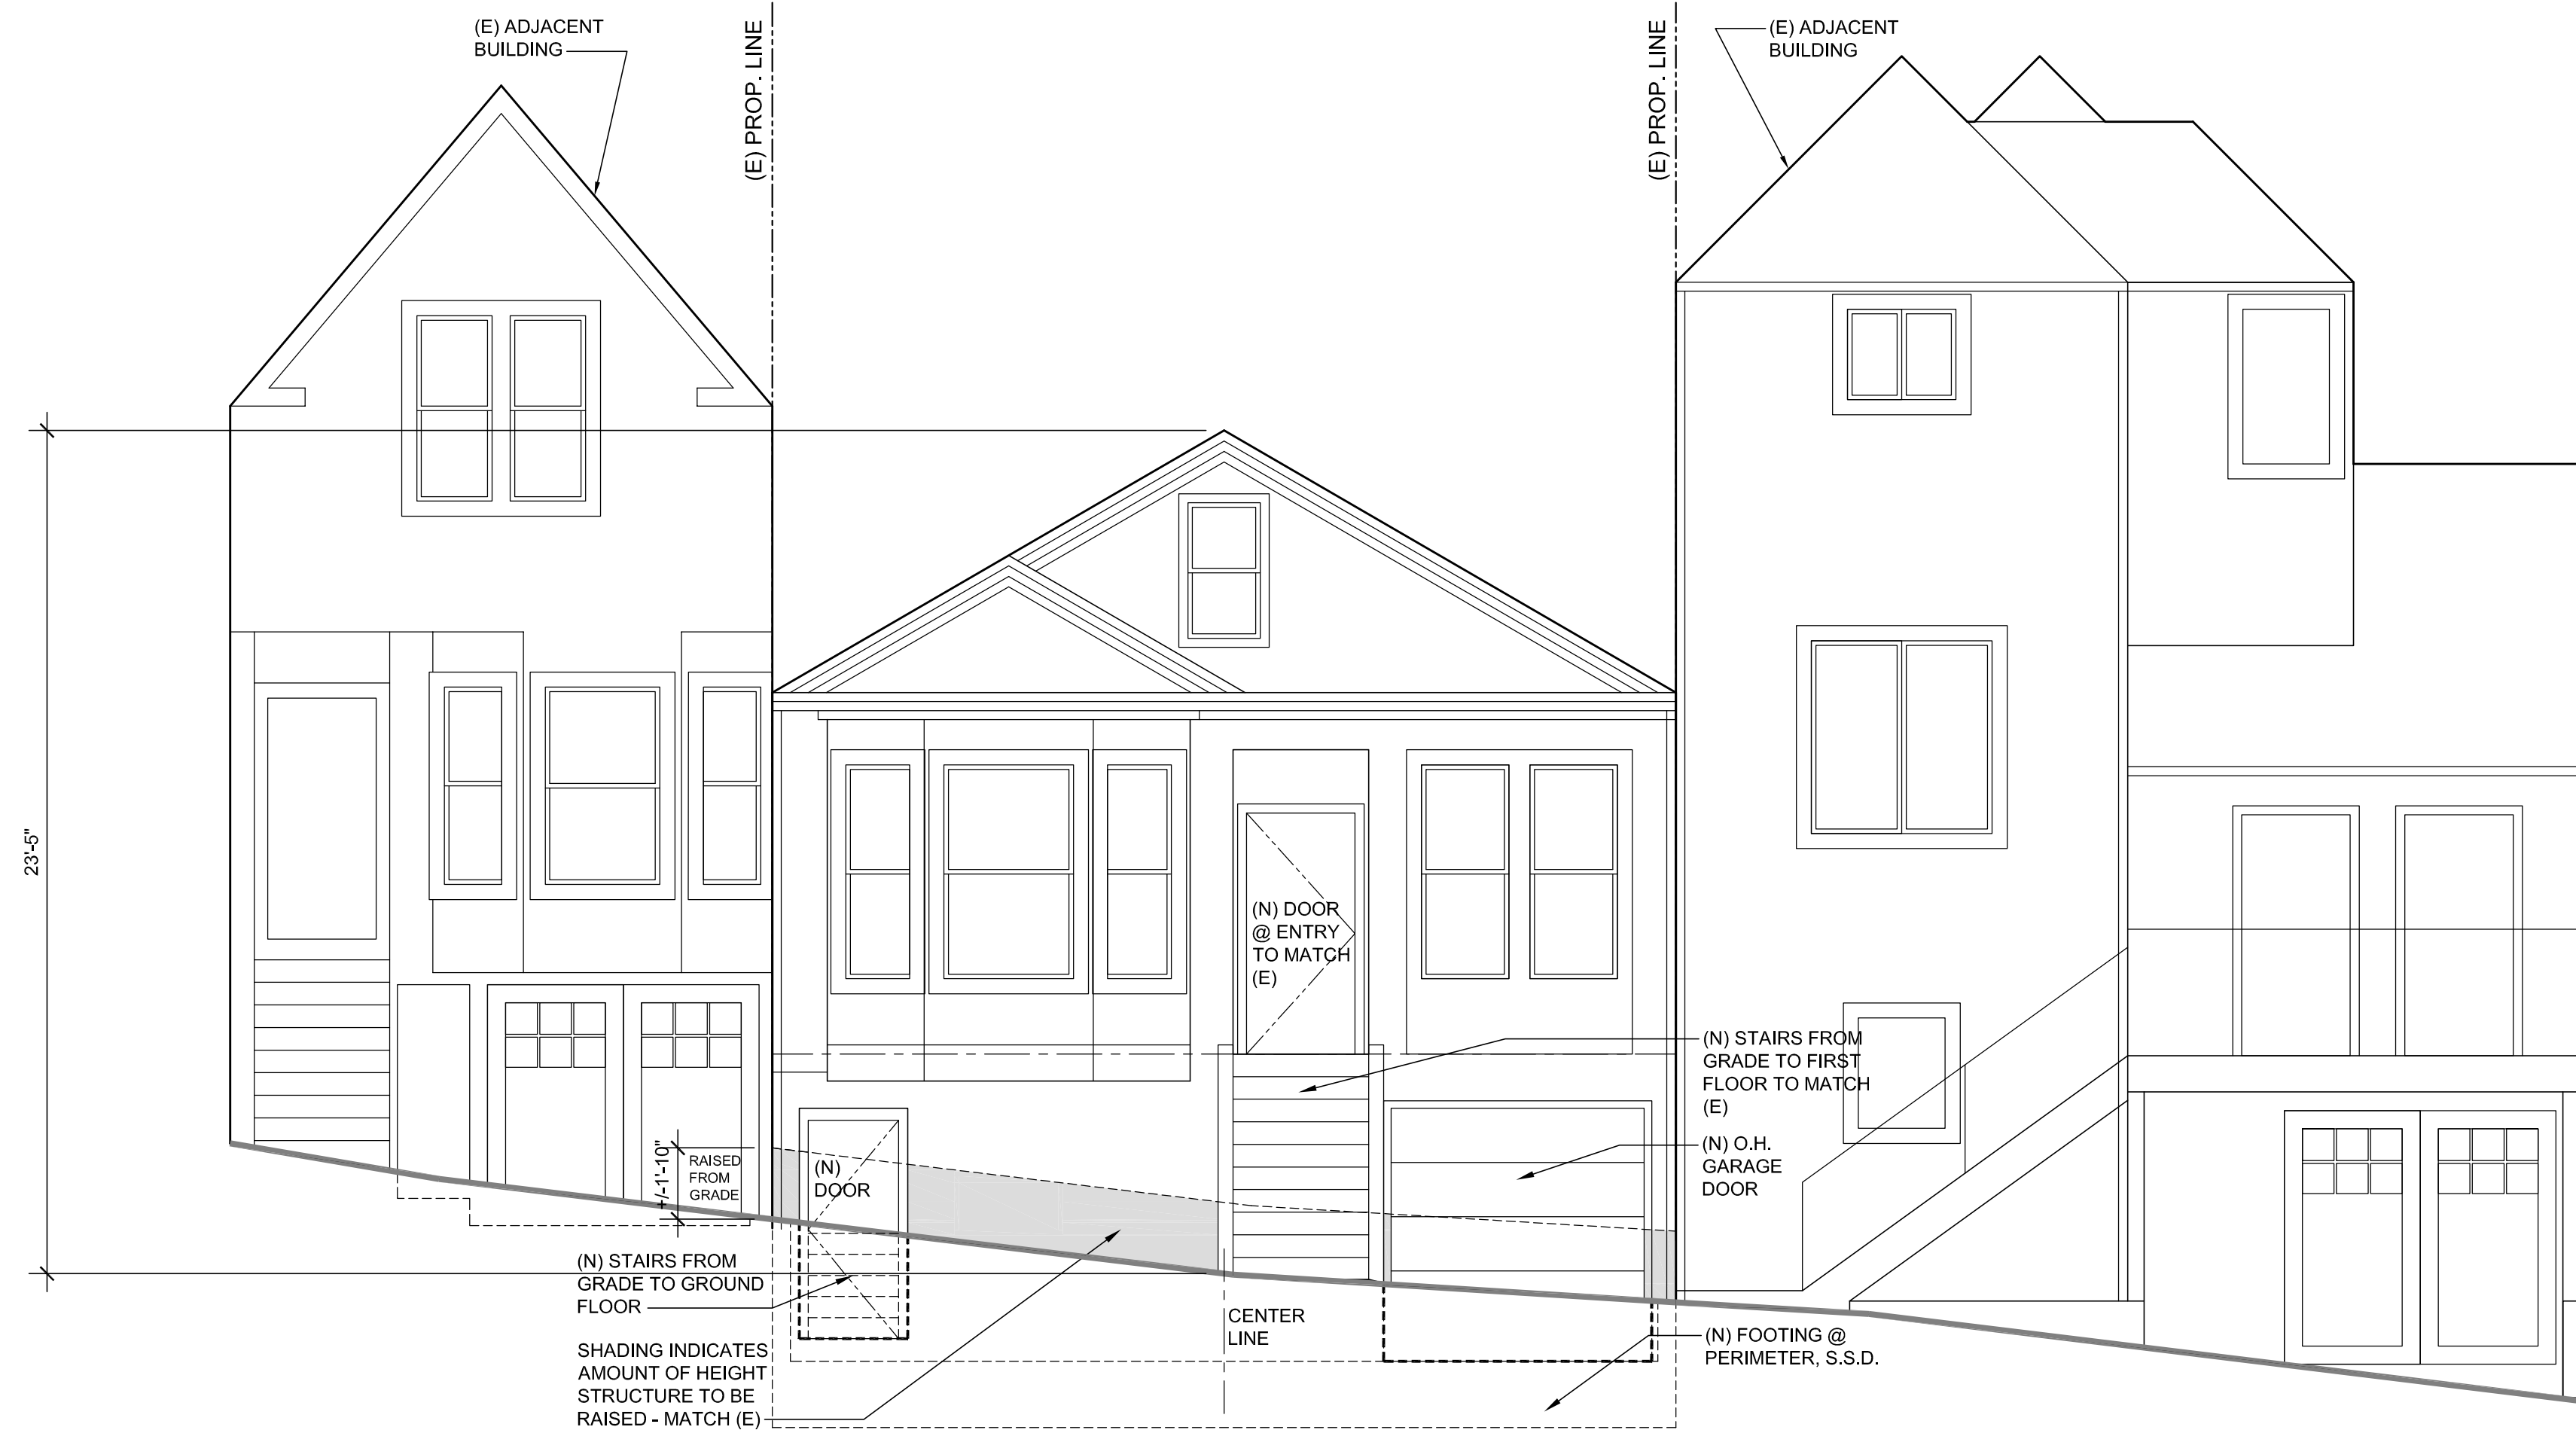 (E) ADJACENT
BUILDING
(E) PROP. LINE
(E) PROP. LINE
(E) ADJACENT
BUILDING
23'-5"
(N) DOOR
@ ENTRY
TO MATCH
(E)
(N) STAIRS FROM
GRADE TO FIRST
FLOOR TO MATCH
(E)
(N) O.H.
GARAGE
DOOR
+/-1'-10"
RAISED
FROM
GRADE
(N)
DOOR
(N) STAIRS FROM
GRADE TO GROUND
FLOOR
SHADING INDICATES
AMOUNT OF HEIGHT
STRUCTURE TO BE
RAISED - MATCH (E)
CENTER
LINE
(N) FOOTING @
PERIMETER, S.S.D.